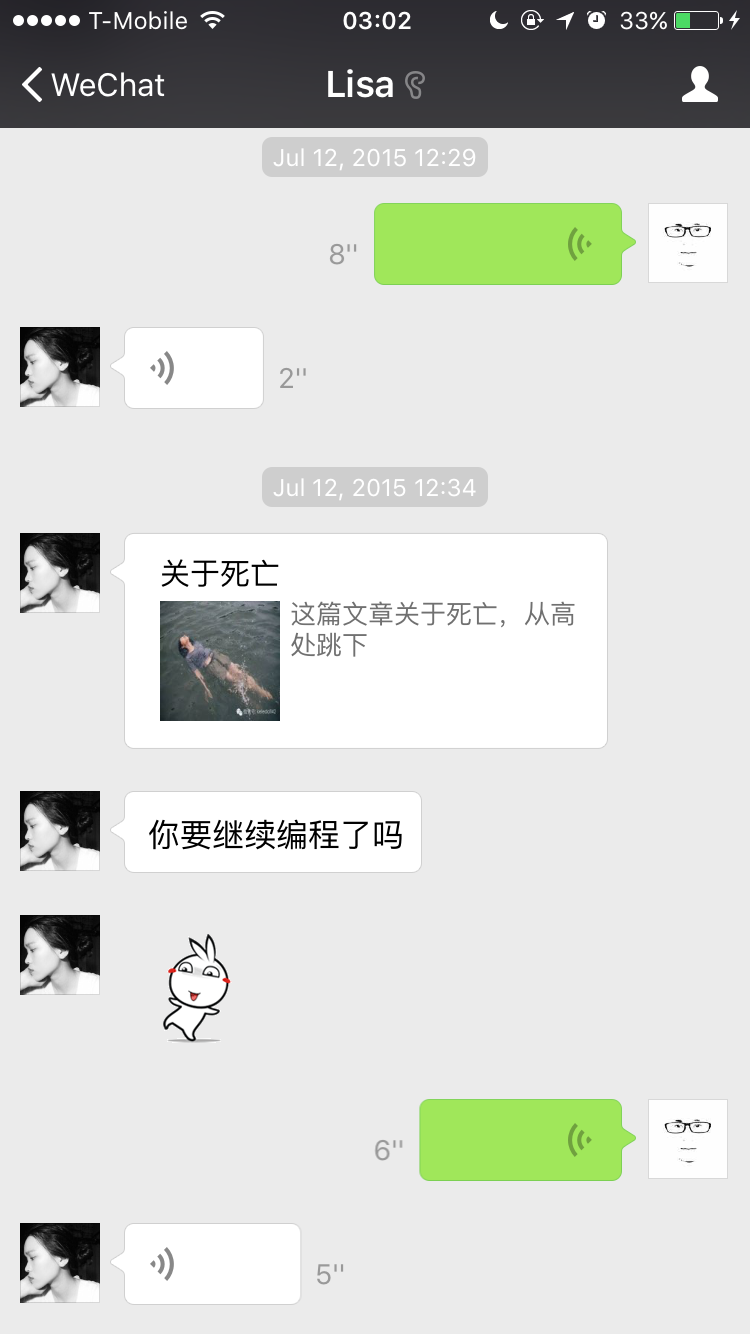 T-Mobile 03:02 33%
WeChat Lisa
Jul 12, 2015 12:29
8''
2''
Jul 12, 2015 12:34
关于死亡
这篇文章关于死亡，从高
处跳下
你要继续编程了吗
6''
5''